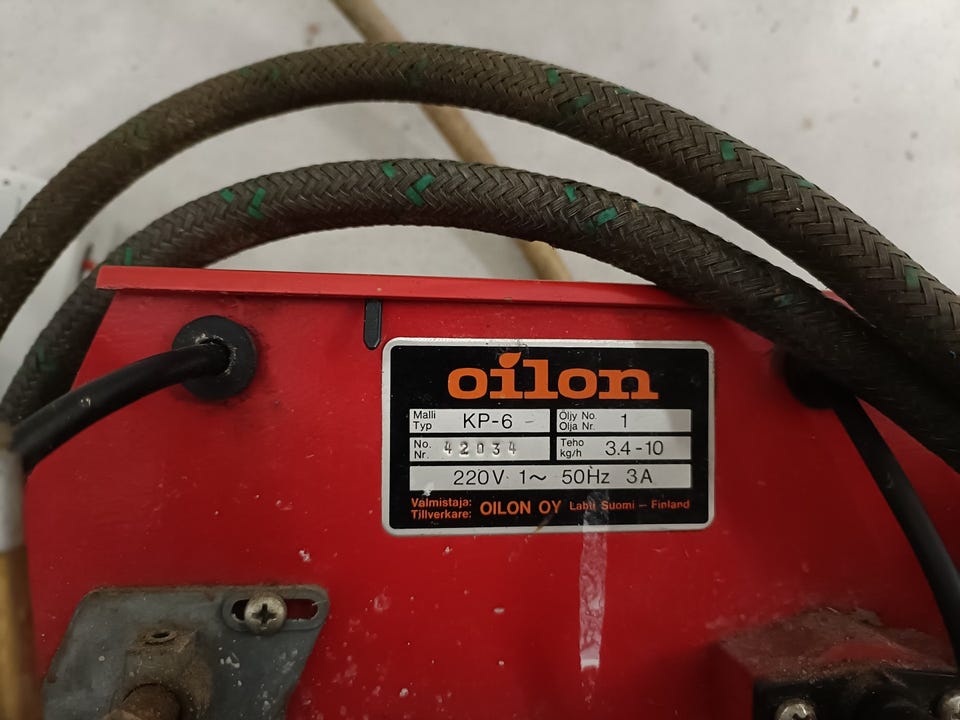 oilon
Malli KP-6 Öljy No. 1
Typ Olja Nr.
No. 42034 Teho 3.4-10
Nr. kg/h
220V 1~ 50Hz 3A
Valmistaja: OILON OY Lahti Suomi - Finland
Tillverkare: